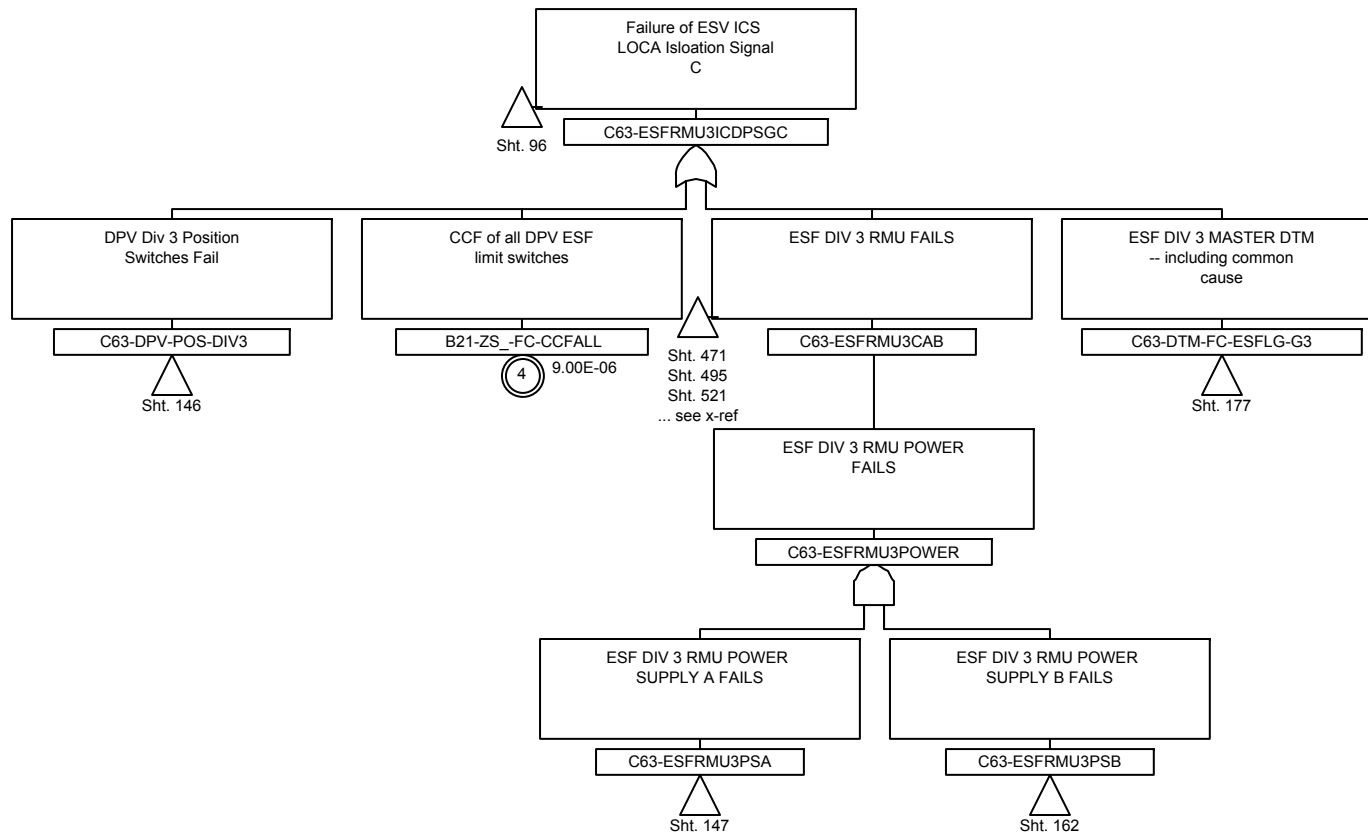 Failure of ESV ICS
LOCA Isloation Signal
C
Sht. 96
C63-ESFRMU3ICDPSGC
DPV Div 3 Position
Switches Fail
C63-DPV-POS-DIV3
Sht. 146
CCF of all DPV ESF
limit switches
B21-ZS_-FC-CCFALL
4
9.00E-06
ESF DIV 3 RMU FAILS
Sht. 471
Sht. 495
Sht. 521
... see x-ref
C63-ESFRMU3CAB
ESF DIV 3 MASTER DTM
-- including common
cause
C63-DTM-FC-ESFLG-G3
Sht. 177
ESF DIV 3 RMU POWER
FAILS
C63-ESFRMU3POWER
ESF DIV 3 RMU POWER
SUPPLY A FAILS
C63-ESFRMU3PSA
Sht. 147
ESF DIV 3 RMU POWER
SUPPLY B FAILS
C63-ESFRMU3PSB
Sht. 162